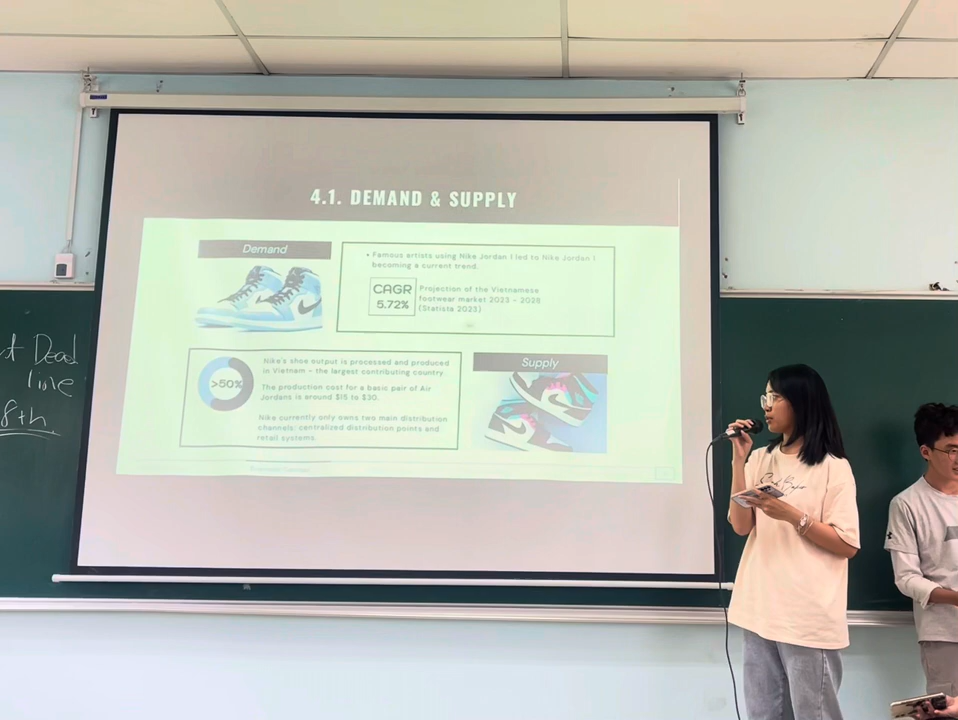 4.1. DEMAND & SUPPLY
Demand
• Famous artists using Nike Jordan 1 led to Nike Jordan 1
becoming a current trend.
CAGR
5.72%
Projection of the Vietnamese
footwear market 2023 - 2028
(Statista 2023)
>50%
Nike's shoe output is processed and produced
in Vietnam - the largest contributing country
The production cost for a basic pair of Air
Jordans is around $15 to $30.
Nike currently only owns two main distribution
channels: centralized distribution points and
retail systems.
Supply
Dead
line
8th